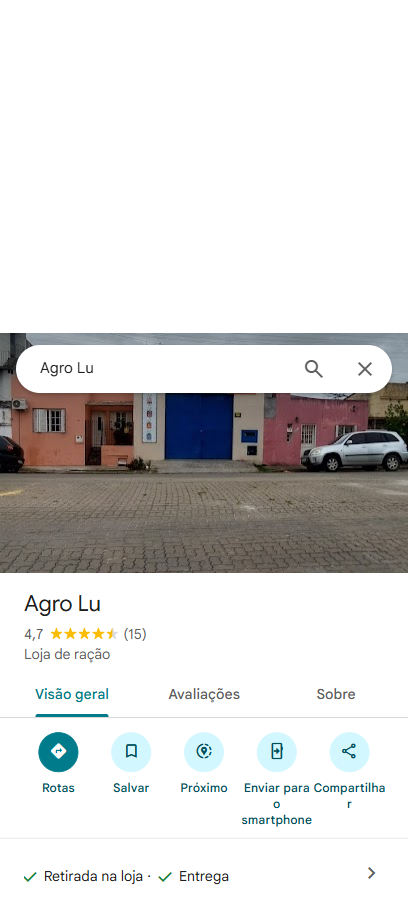 Agro Lu
Agro Lu
4,7 (15)
Loja de ração
Visão geral Avaliações Sobre
Rotas Salvar Próximo Enviar para o smartphone Compartilhar
Retirada na loja · Entrega